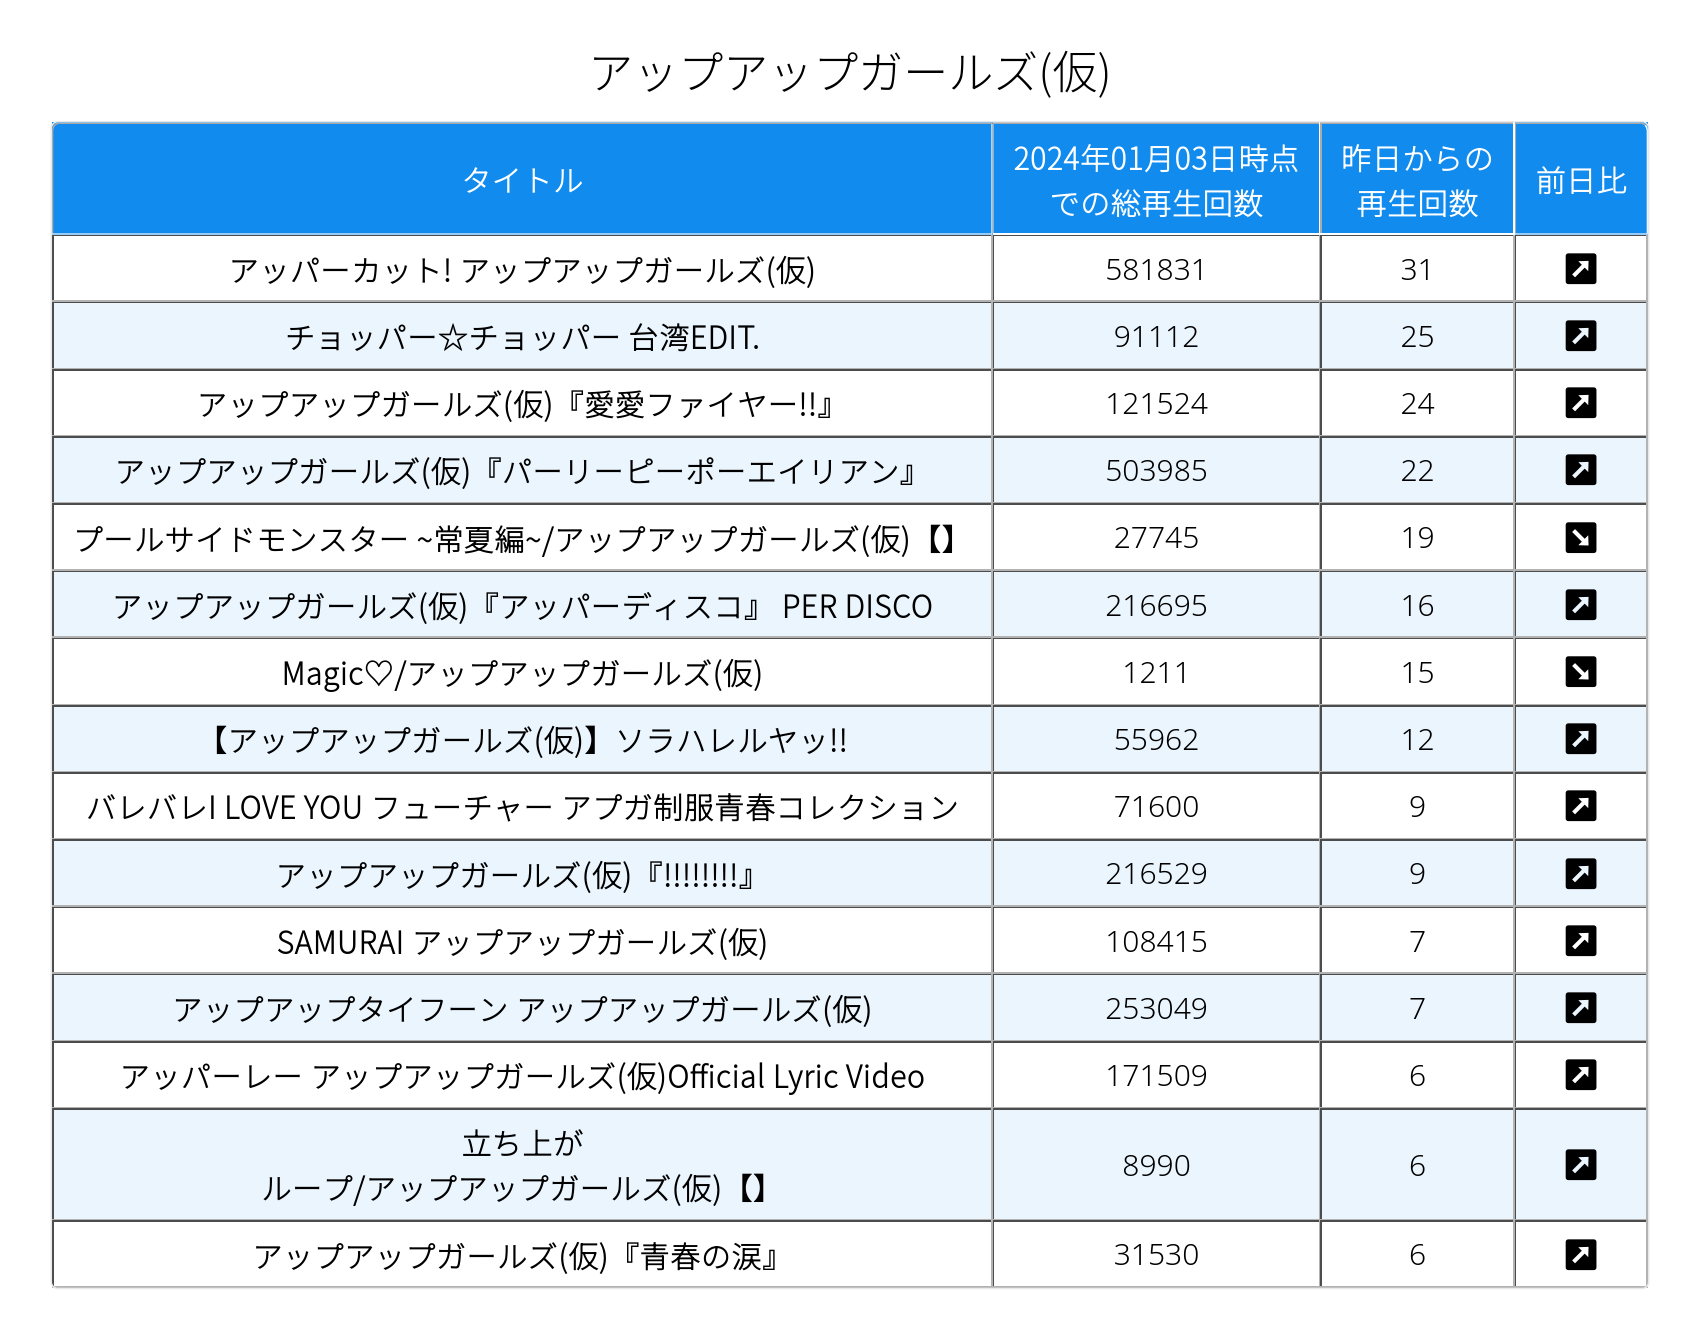 アップアップガールズ(仮)
タイトル
2024年01月03日時点
での総再生回数
昨日からの
再生回数
前日比
アッパーカット! アップアップガールズ(仮) 581831 31
チョッパー☆チョッパー 台湾EDIT. 91112 25
アップアップガールズ(仮)『愛愛ファイヤー!!』 121524 24
アップアップガールズ(仮)『パーリーピーポーエイリアン』 503985 22
プールサイドモンスター ~常夏編~/アップアップガールズ(仮)【】 27745 19
アップアップガールズ(仮)『アッパーディスコ』 PER DISCO 216695 16
Magic♡/アップアップガールズ(仮) 1211 15
【アップアップガールズ(仮)】ソラハレルヤッ!! 55962 12
バレバレI LOVE YOU フューチャー アプガ制服青春コレクション 71600 9
アップアップガールズ(仮)『!!!!!!!!』 216529 9
SAMURAI アップアップガールズ(仮) 108415 7
アップアップタイフーン アップアップガールズ(仮) 253049 7
アッパーレー アップアップガールズ(仮)Official Lyric Video 171509 6
立ち上が
ループ/アップアップガールズ(仮)【】 8990 6
アップアップガールズ(仮)『青春の涙』 31530 6